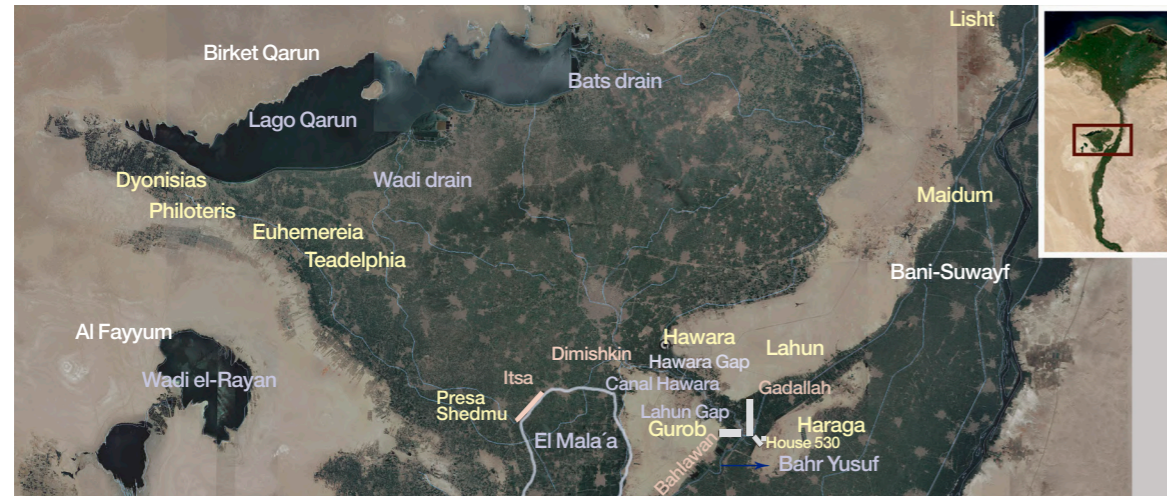 Lisht
Birket Qarun
Bats drain
Lago Qarun
Dyonisias
Wadi drain
Maidum
Philoteris
Euhemereia
Teadelphia
Bani-Suwayf
Al Fayyum
Hawara
Lahun
Dimishkin
Hawara Gap
Wadi el-Rayan
Itsa
Canal Hawara
Gadallah
Presa
Shedmu
Lahun Gap
Gurob
Haraga
El Mala´a
House 530
Bahlawan
Bahr Yusuf